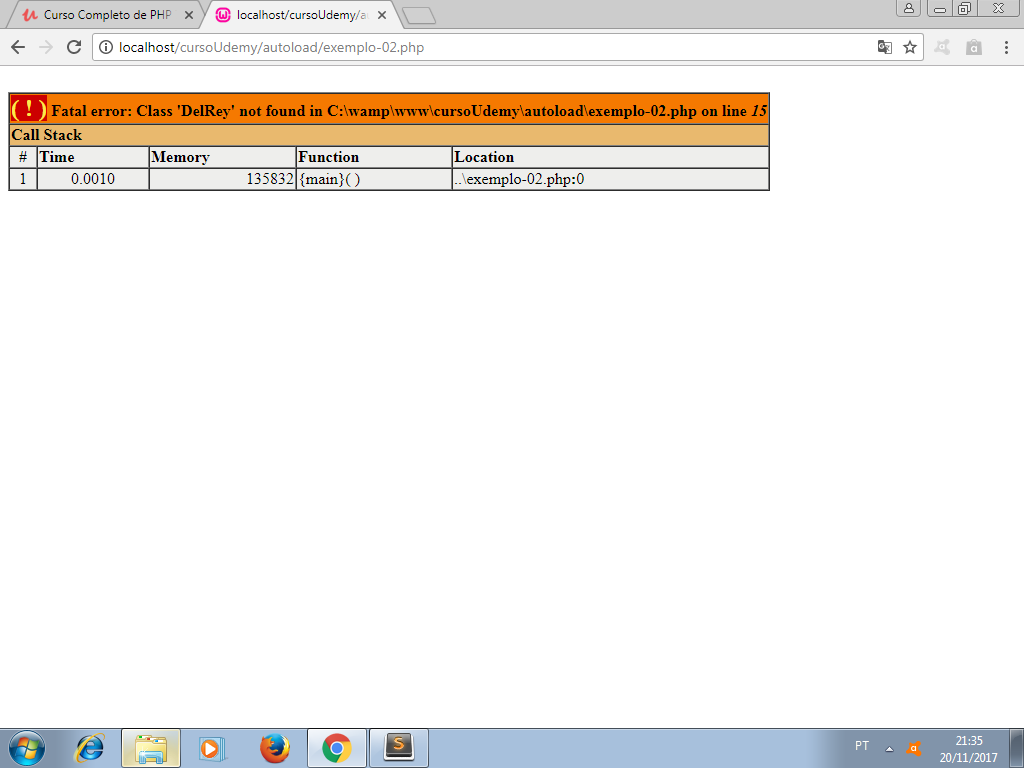 Curso Completo de PHP
localhost/cursoUdemy/au
localhost/cursoUdemy/autoload/exemplo-02.php
( ! ) Fatal error: Class 'DelRey' not found in C:\wamp\www\cursoUdemy\autoload\exemplo-02.php on line 15
Call Stack
# Time Memory Function Location
1 0.0010 135832 {main}( ) ..\exemplo-02.php:0
PT
21:35
20/11/2017